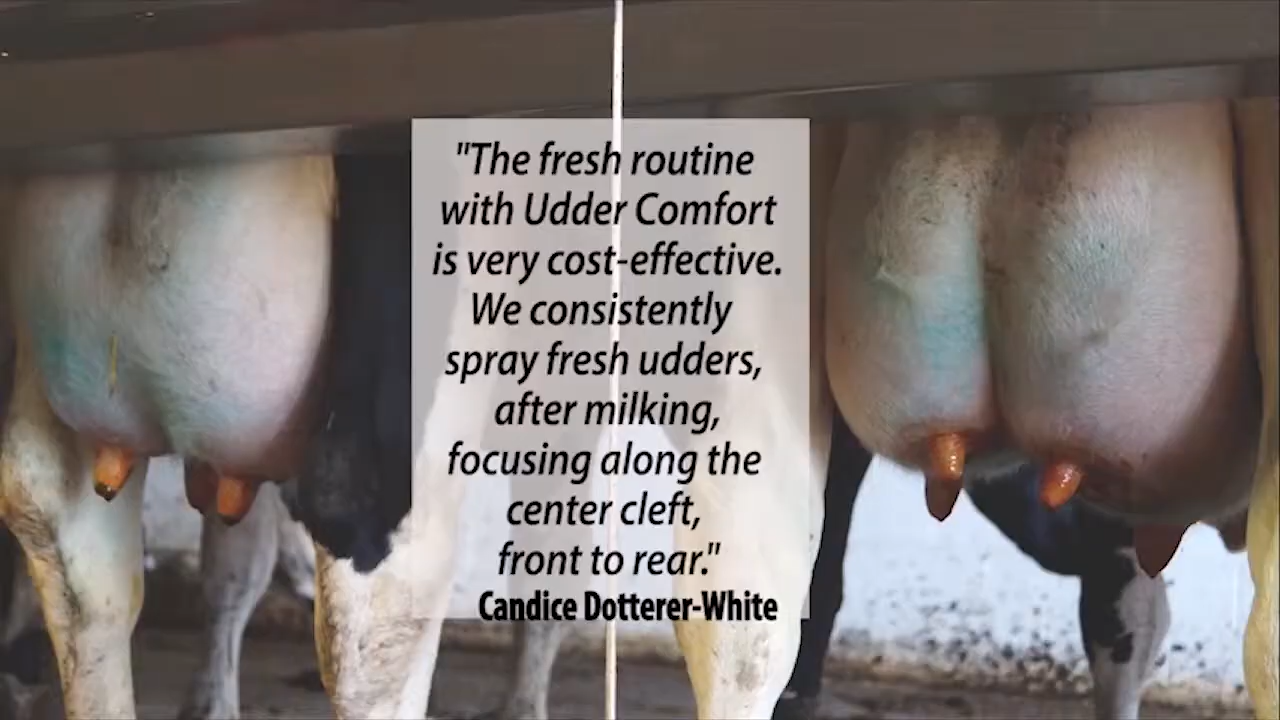 "The fresh routine
with Udder Comfort
is very cost-effective.
We consistently
spray fresh udders,
after milking,
focusing along the
center cleft,
front to rear."
Candice Dotterer-White